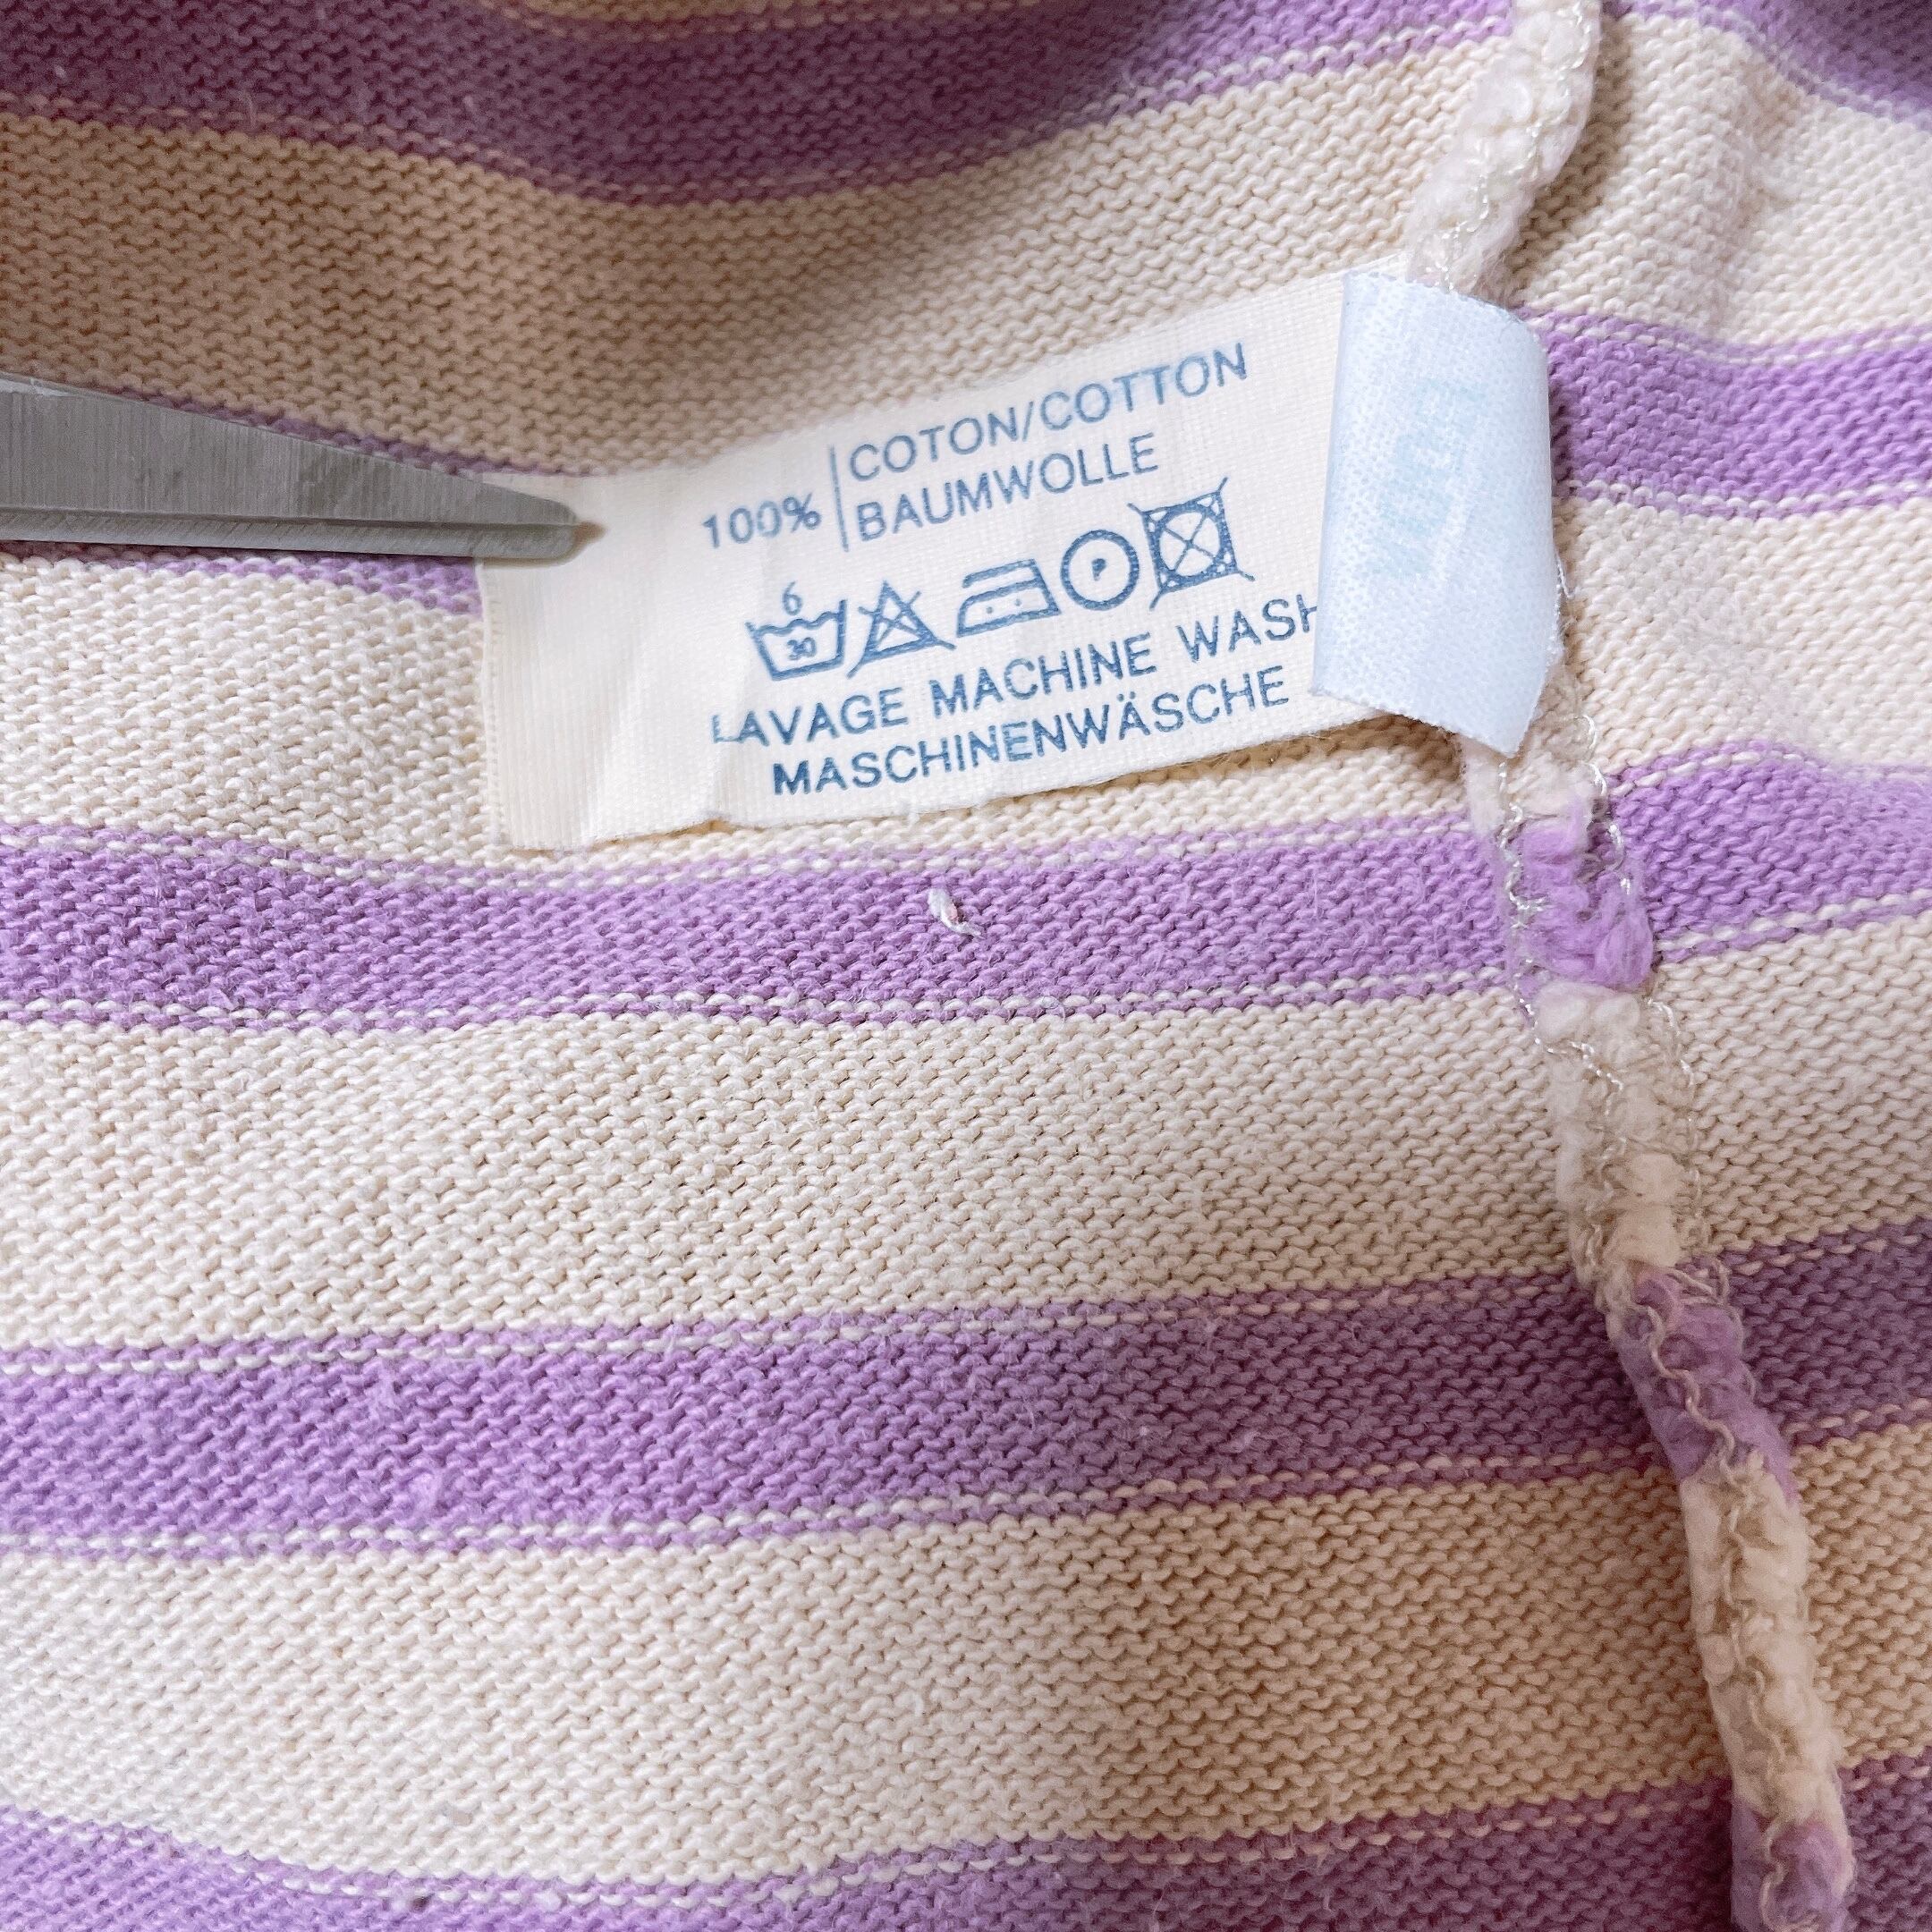 100% COTON/COTTON
BAUMWOLLE
6
30
P
LAVAGE MACHINE WASH
MASCHINENWÄSCHE